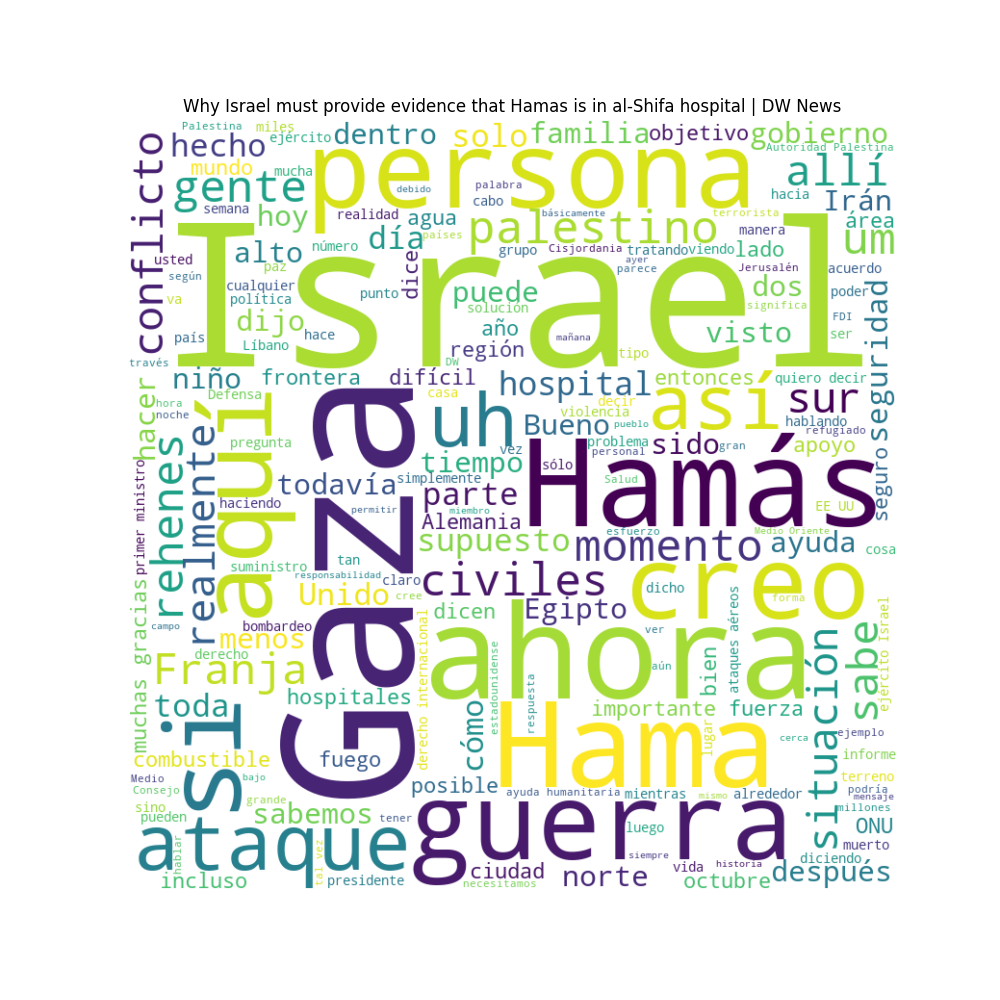 Why Israel must provide evidence that Hamas is in al-Shifa hospital | DW News
Palestina
miles
ejército
dentro
solo
familia
objetivo
gobierno
hecho
Autoridad Palestina
conflicto
mundo
mucha
gente
persona
debido
palabra
cabo
hacia
allí
Irán
semana
hoy
realidad
agua
básicamente
terrorista
área
usted
alto
número
día
países
palestino
manera
um
según
paz
dice
grupo
Cisjordania
tratando
viendo
lado
Israel
ayer
parece
Jerusalén
acuerdo
cualquier
política
punto
puede
dos
poder
va
solución
significa
dijo
año
visto
FDI
ser
país
Líbano
hace
región
mañana
tipo
través
DW
seguridad
niño
frontera
difícil
hospital
entonces
quiero decir
hora
Defensa
casa
decir
así
sur
noche
uh
violencia
hablando
hacer
Bueno
pueblo
refugiado
pregunta
problema
sido
gran
apoyo
realmente
aquí
vez
personal
tiempo
sólo
Hamás
seguro
todavía
simplemente
Salud
rehenes
haciendo
parte
EE UU
primer ministro
permitir
miembro
Alemania
esfuerzo
Medio Oriente
supuesto
momento
ayuda
cosa
suministro
tan
responsabilidad
claro
civiles
dicho
creo
Unido
cree
forma
Gaza
dicen
Egipto
campo
bombardeo
menos
ver
ejército Israel
derecho
ahora
Franja
derecho internacional
estadounidense
aún
bien
ataques aéreos
situación
sabe
muchas gracias
hospitales
respuesta
toda
si
importante
fuerza
cómo
Hama
lugar
ejemplo
cerca
combustible
fuego
informe
Medio
bajo
posible
terreno
Consejo
ayuda humanitaria
mientras
alrededor
podría
mensaje
sino
grande
guerra
mismo
millones
pueden
sabemos
tener
luego
ONU
ataque
muerto
hablar
siempre
diciendo
tal vez
ciudad
vida
historia
después
incluso
presidente
necesitamos
norte
octubre